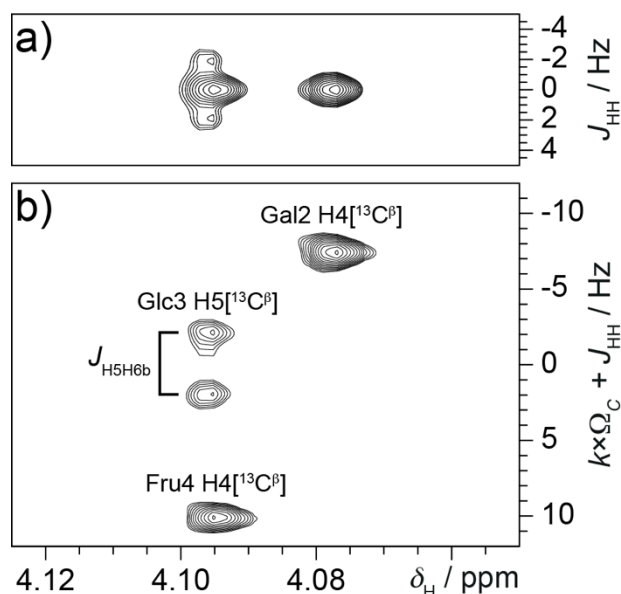 a)
-4
-2
0
2
4
J_HH / Hz
b)
Gal2 H4[¹³Cᵝ]
Glc3 H5[¹³Cᵝ]
J_H5H6b
Fru4 H4[¹³Cᵝ]
-10
-5
0
5
10
k×Ω_C + J_HH / Hz
4.12
4.10
4.08
δ_H / ppm